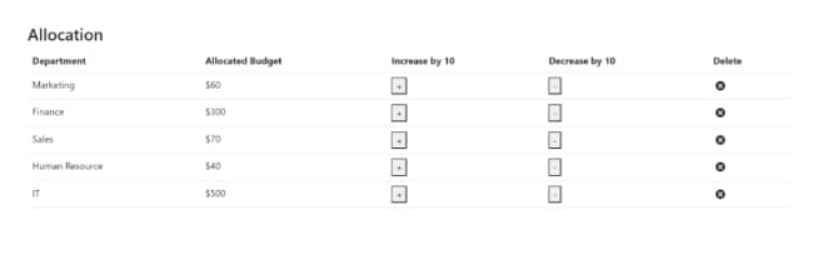 Allocation
Department Allocated Budget Increase by 10 Decrease by 10 Delete
Marketing $60 + -
Finance $300 + -
Sales $70 + -
Human Resource $40 + -
IT $500 + -